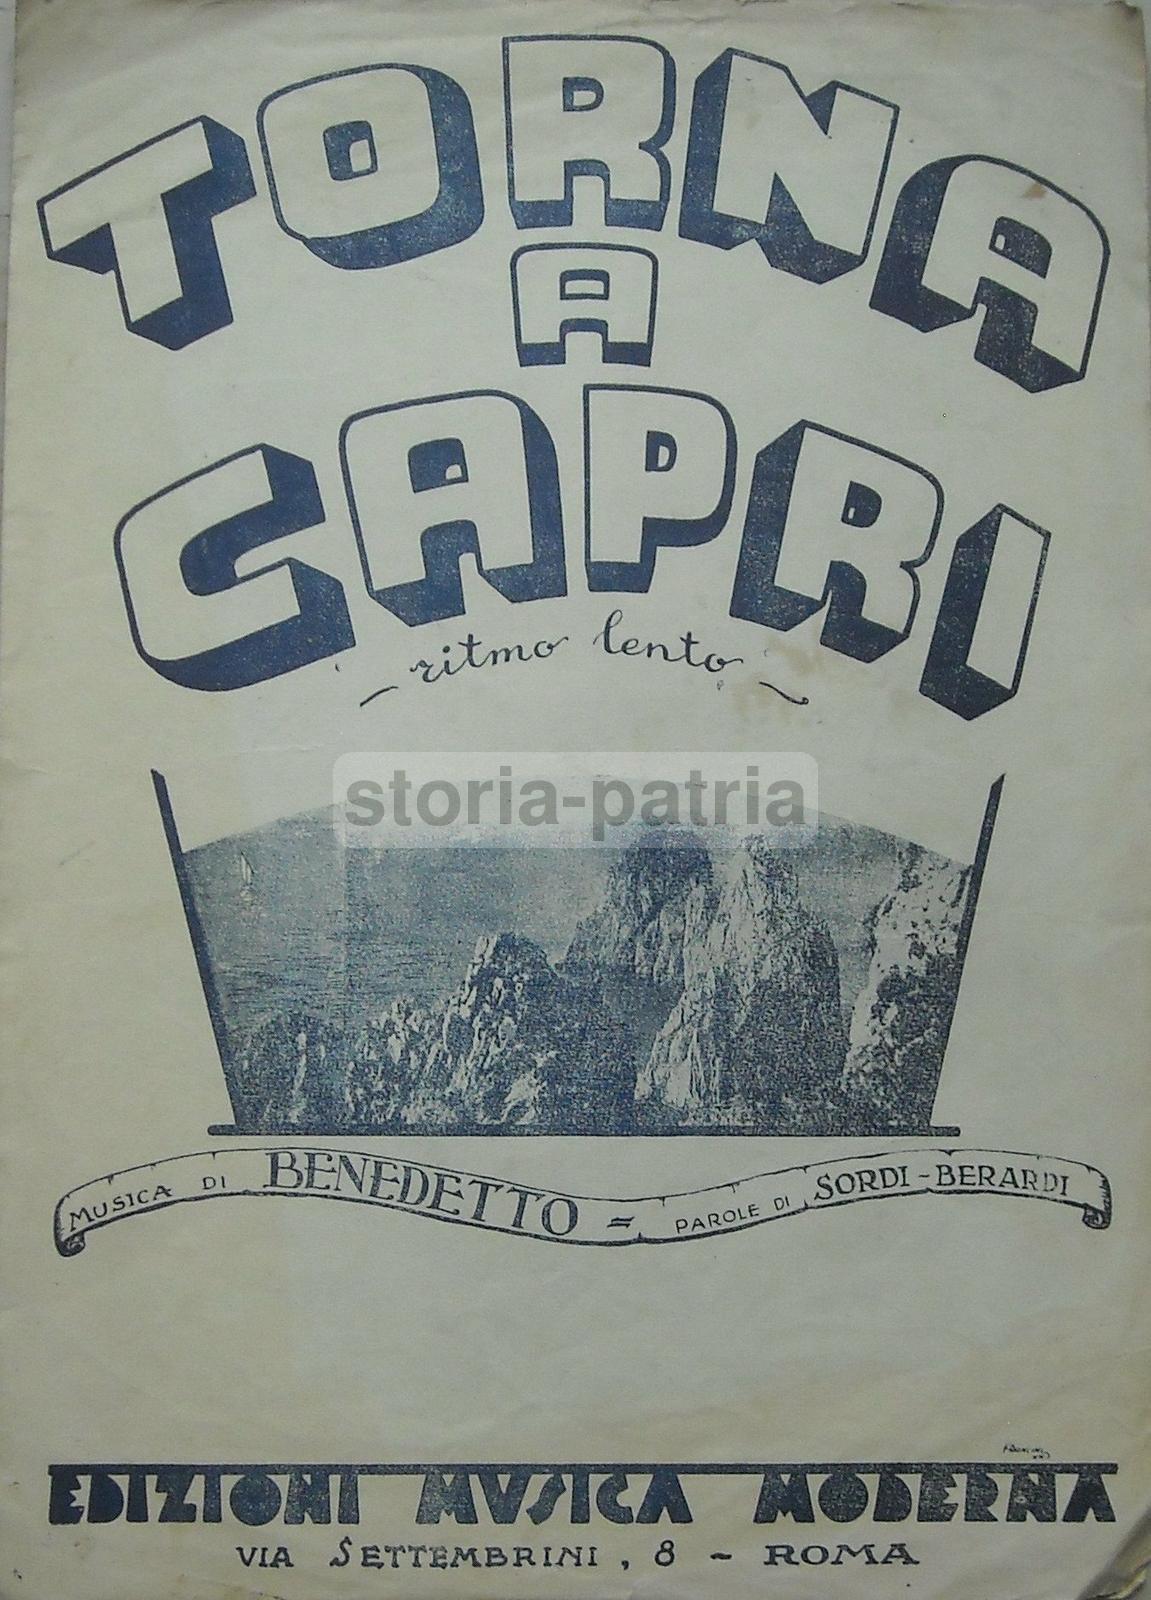 TORNA
A
CAPRI
ritmo lento
storia-patria
MUSICA DI BENEDETTO = PAROLE DI SORDI-BERARDI
EDIZIONI MVSICA MODERNA
VIA SETTEMBRINI, 8 - ROMA